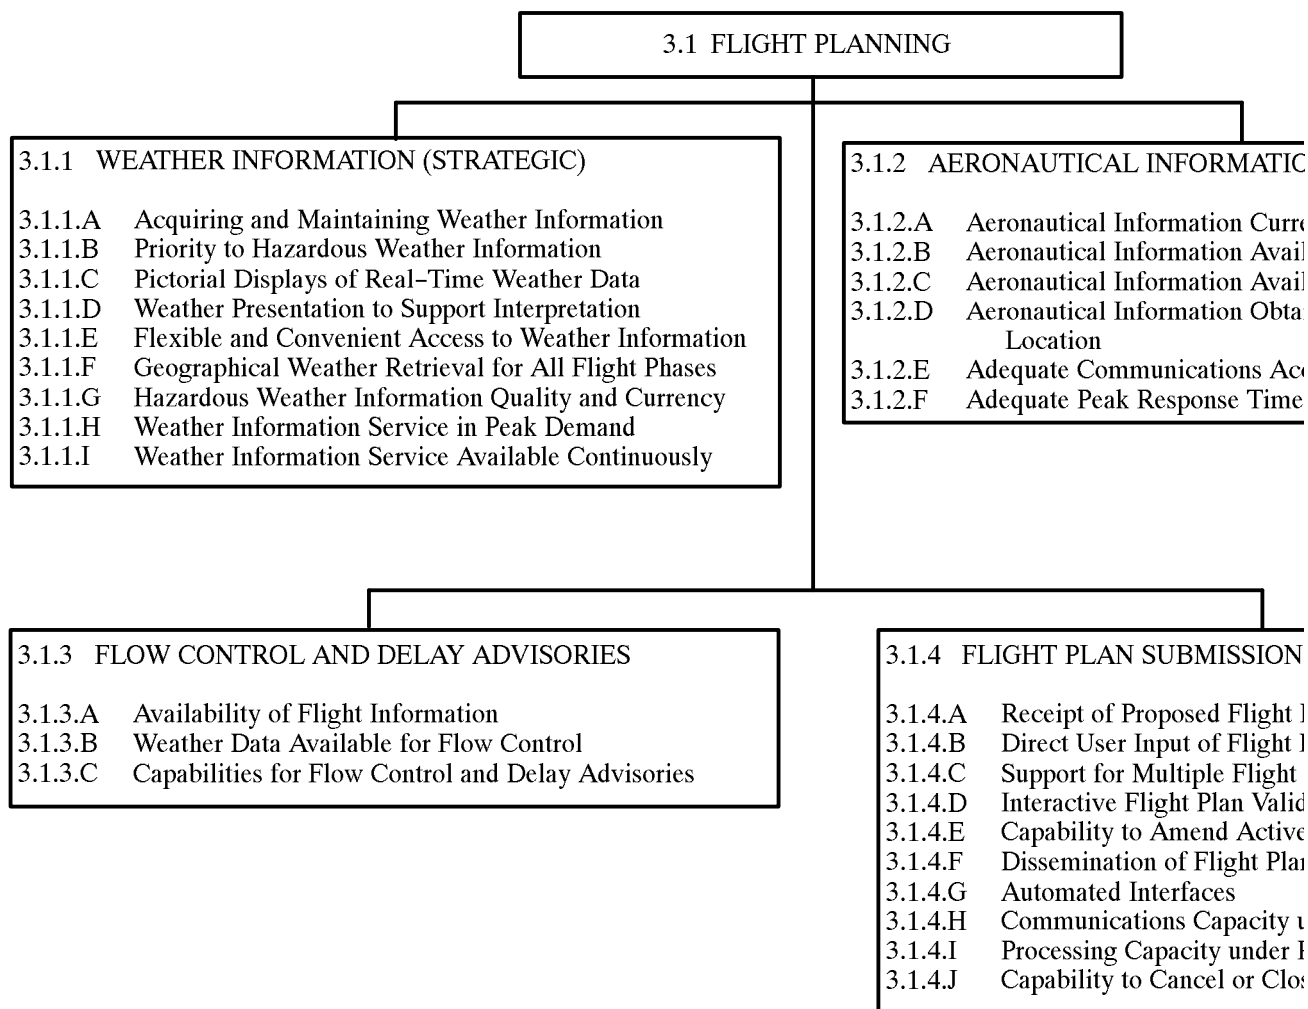 3.1 FLIGHT PLANNING
3.1.1 WEATHER INFORMATION (STRATEGIC)
3.1.1.A Acquiring and Maintaining Weather Information
3.1.1.B Priority to Hazardous Weather Information
3.1.1.C Pictorial Displays of Real-Time Weather Data
3.1.1.D Weather Presentation to Support Interpretation
3.1.1.E Flexible and Convenient Access to Weather Information
3.1.1.F Geographical Weather Retrieval for All Flight Phases
3.1.1.G Hazardous Weather Information Quality and Currency
3.1.1.H Weather Information Service in Peak Demand
3.1.1.I Weather Information Service Available Continuously
3.1.2 AERONAUTICAL
3.1.2.A Aeronautical Information
3.1.2.B Aeronautical Information
3.1.2.C Aeronautical Information
3.1.2.D Aeronautical Information
Location
3.1.2.E Adequate Communications
3.1.2.F Adequate Peak Response Time
3.1.3 FLOW CONTROL AND DELAY ADVISORIES
3.1.3.A Availability of Flight Information
3.1.3.B Weather Data Available for Flow Control
3.1.3.C Capabilities for Flow Control and Delay Advisories
3.1.4 FLIGHT PLAN SUBMISSION
3.1.4.A Receipt of Proposed Flight
3.1.4.B Direct User Input of Flight
3.1.4.C Support for Multiple Flight
3.1.4.D Interactive Flight Plan
3.1.4.E Capability to Amend Active
3.1.4.F Dissemination of Flight
3.1.4.G Automated Interfaces
3.1.4.H Communications Capacity
3.1.4.I Processing Capacity under
3.1.4.J Capability to Cancel or